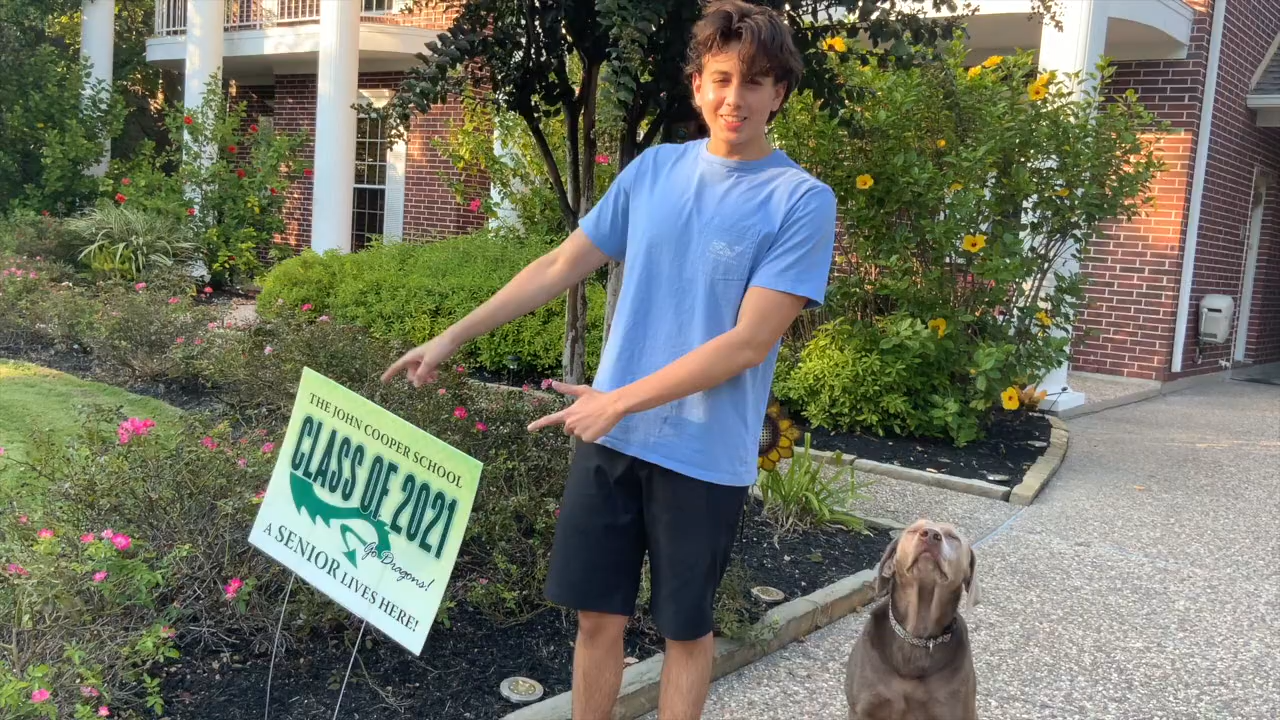 THE JOHN COOPER SCHOOL
CLASS OF 2021
Go Dragons!
A SENIOR LIVES HERE!